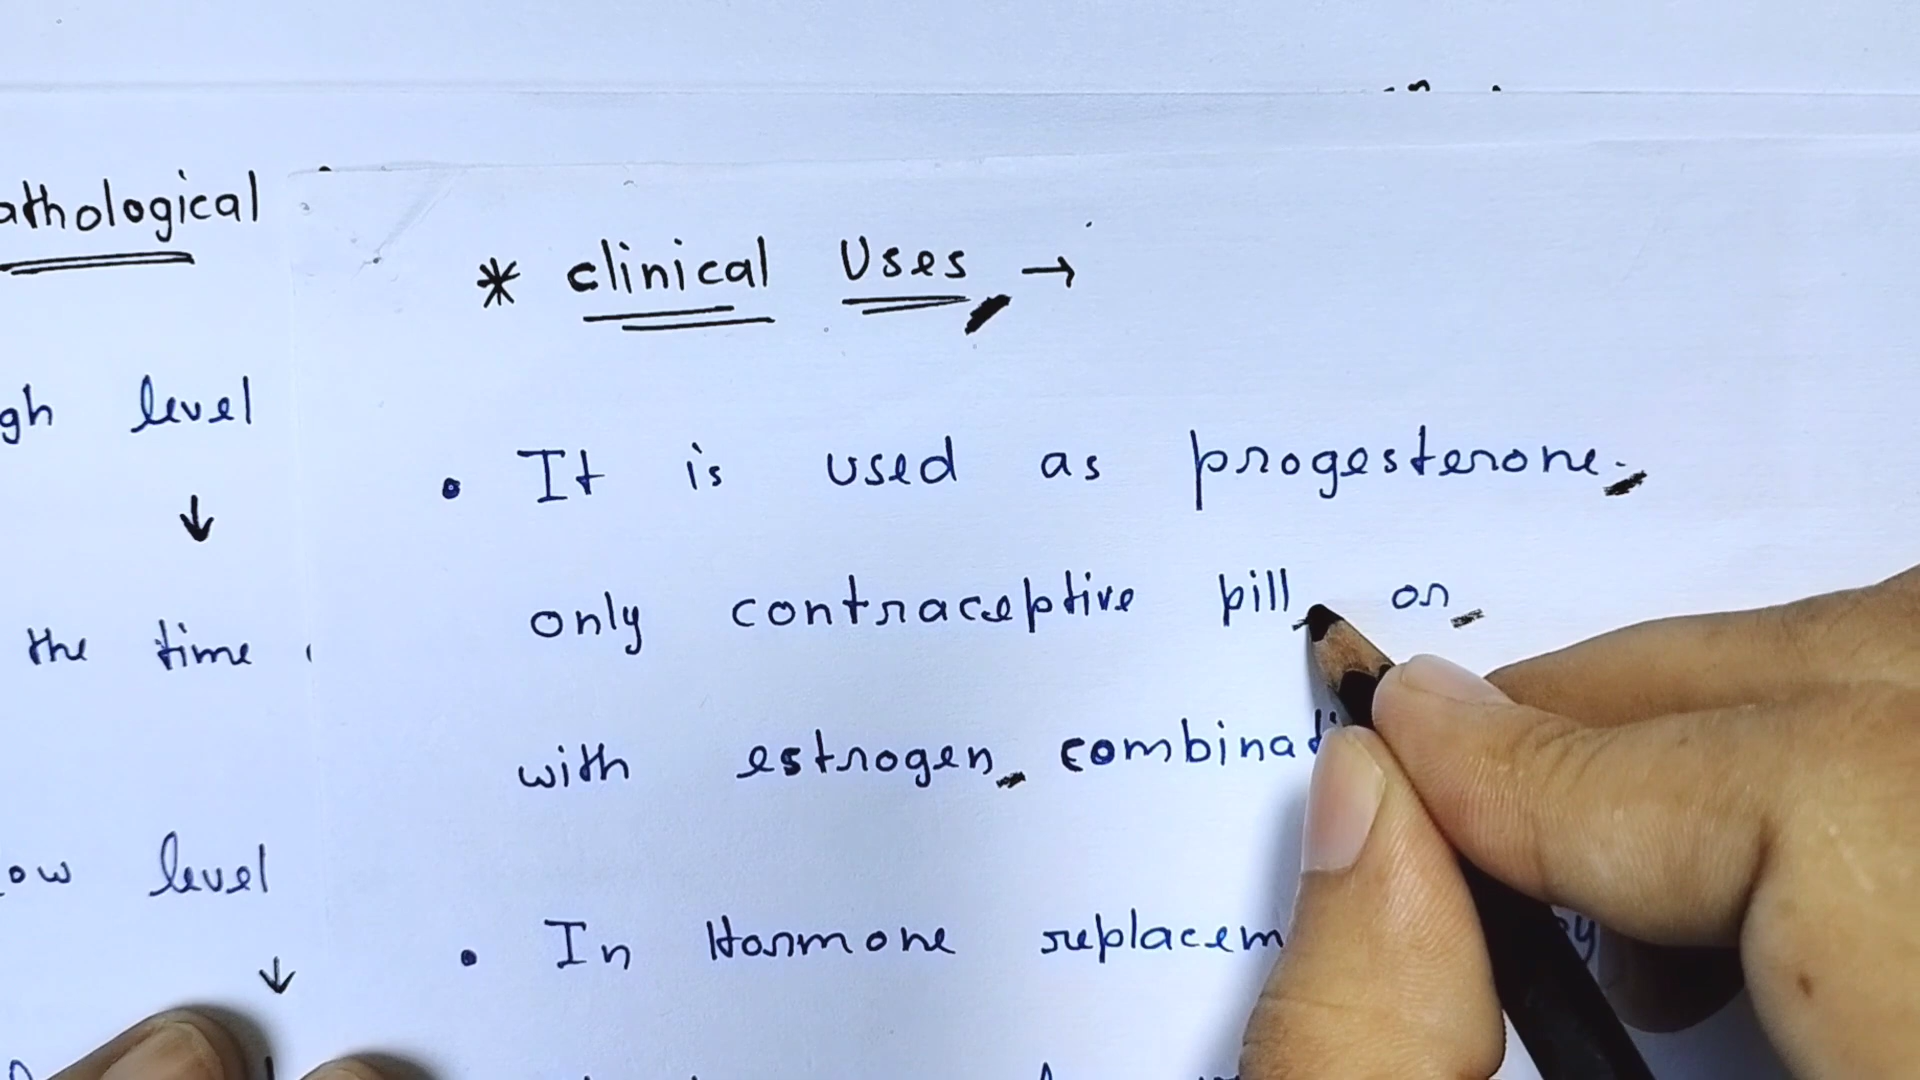 athological
gh level
↓
the time
ow level
↓
* clinical Uses →
• It is used as progesterone.
only contraceptive pill or
with estrogen combinati
• In Hormone replacem